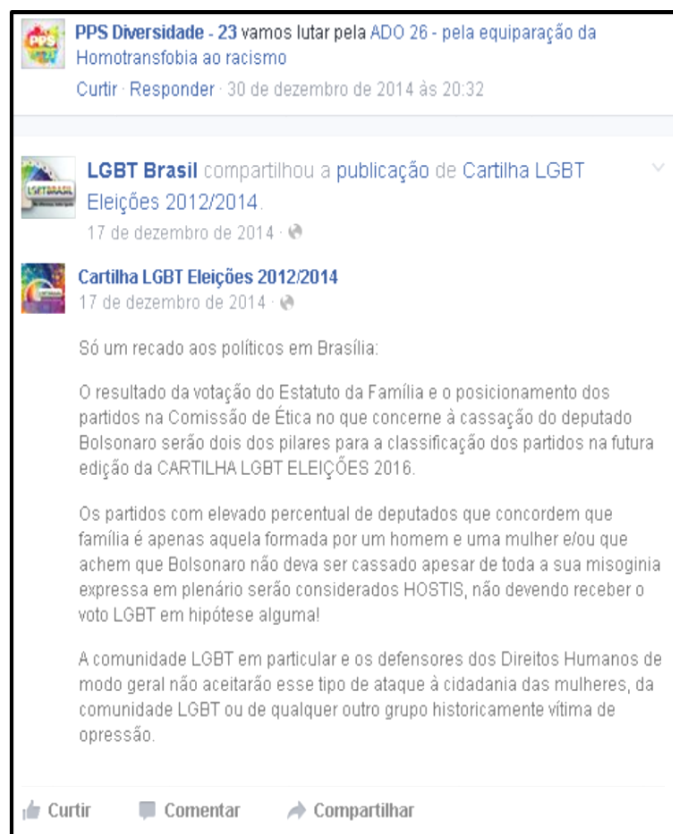 PPS Diversidade - 23 vamos lutar pela ADO 26 - pela equiparação da
Homotransfobia ao racismo
Curtir · Responder · 30 de dezembro de 2014 às 20:32
LGBT Brasil compartilhou a publicação de Cartilha LGBT
Eleições 2012/2014.
17 de dezembro de 2014 ·
Cartilha LGBT Eleições 2012/2014
17 de dezembro de 2014 ·
Só um recado aos políticos em Brasília:
O resultado da votação do Estatuto da Família e o posicionamento dos
partidos na Comissão de Ética no que concerne à cassação do deputado
Bolsonaro serão dois dos pilares para a classificação dos partidos na futura
edição da CARTILHA LGBT ELEIÇÕES 2016.
Os partidos com elevado percentual de deputados que concordem que
família é apenas aquela formada por um homem e uma mulher e/ou que
achem que Bolsonaro não deva ser cassado apesar de toda a sua misoginia
expressa em plenário serão considerados HOSTIS, não devendo receber o
voto LGBT em hipótese alguma!
A comunidade LGBT em particular e os defensores dos Direitos Humanos de
modo geral não aceitarão esse tipo de ataque à cidadania das mulheres, da
comunidade LGBT ou de qualquer outro grupo historicamente vítima de
opressão.
Curtir Comentar Compartilhar